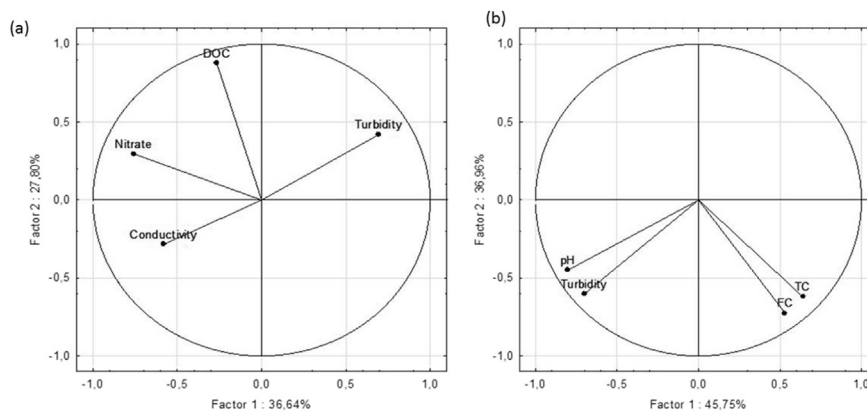 (a)
1,0
DOC
0,5
Turbidity
Nitrate
0,0
Conductivity
-0,5
-1,0
-1,0 -0,5 0,0 0,5 1,0
Factor 1 : 36,64%
Factor 2 : 27,80%
(b)
1,0
0,5
0,0
pH
-0,5
Turbidity
TC
FC
-1,0
-1,0 -0,5 0,0 0,5 1,0
Factor 1 : 45,75%
Factor 2 : 36,96%